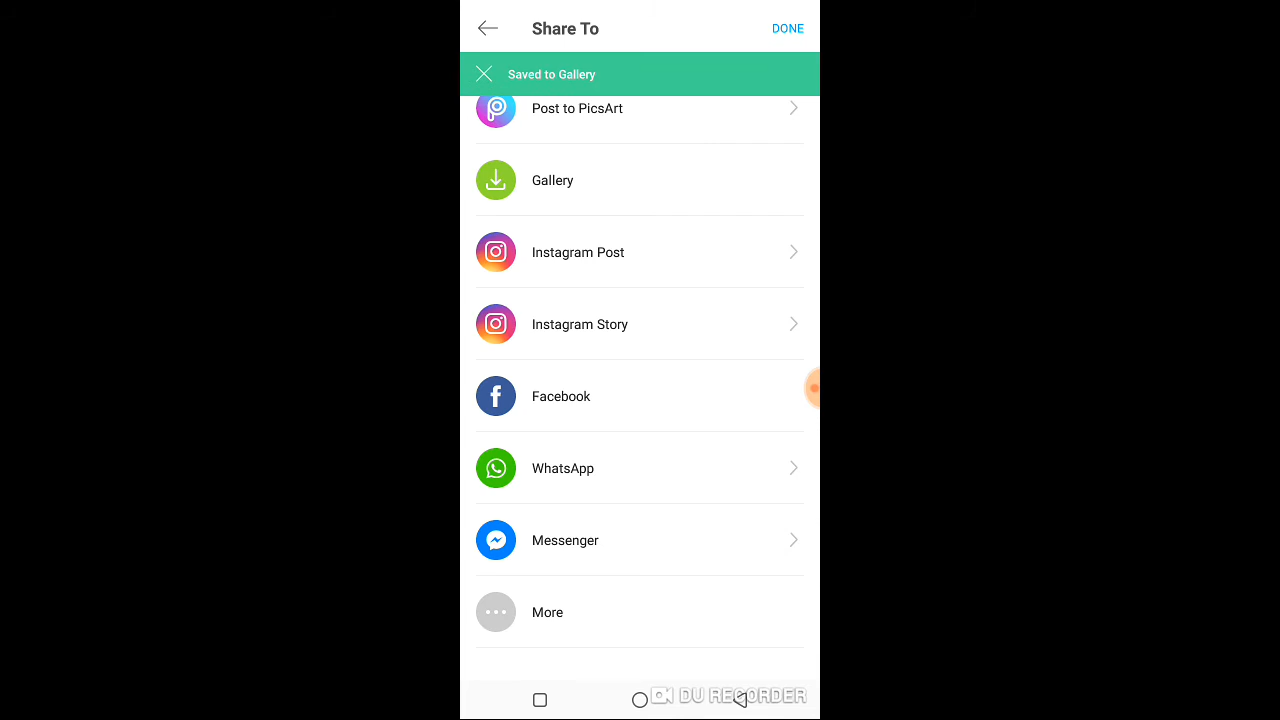 Share To
DONE
Saved to Gallery
Post to PicsArt
Gallery
Instagram Post
Instagram Story
Facebook
WhatsApp
Messenger
More
DU RECORDER